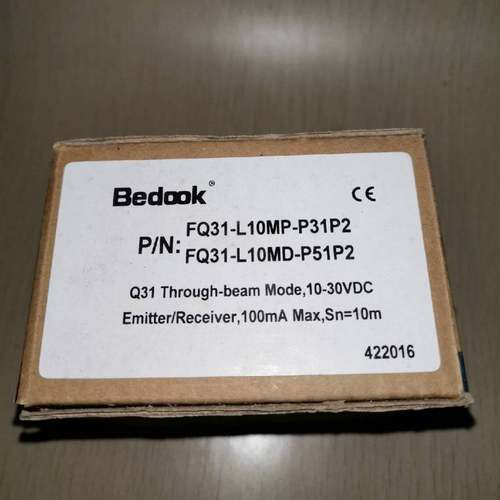 Bedook®
CE
P/N: FQ31-L10MP-P31P2
FQ31-L10MD-P51P2
Q31 Through-beam Mode,10-30VDC
Emitter/Receiver,100mA Max,Sn=10m
422016